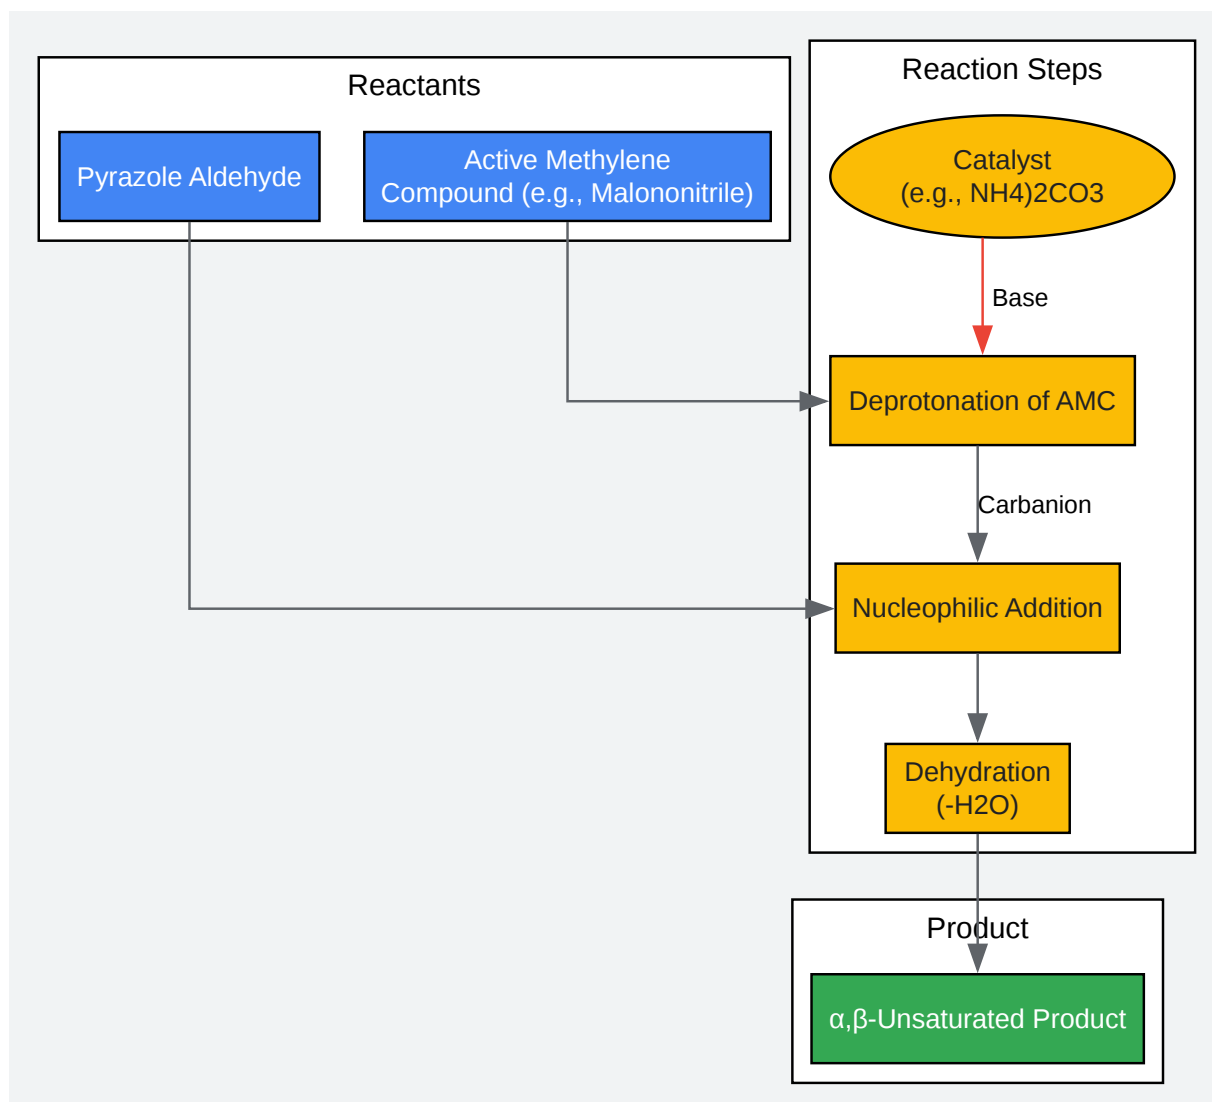 Reactants
Pyrazole Aldehyde
Active Methylene
Compound (e.g., Malononitrile)
Reaction Steps
Catalyst
(e.g., NH4)2CO3
Base
Deprotonation of AMC
Carbanion
Nucleophilic Addition
Dehydration
(-H2O)
Product
α,β-Unsaturated Product